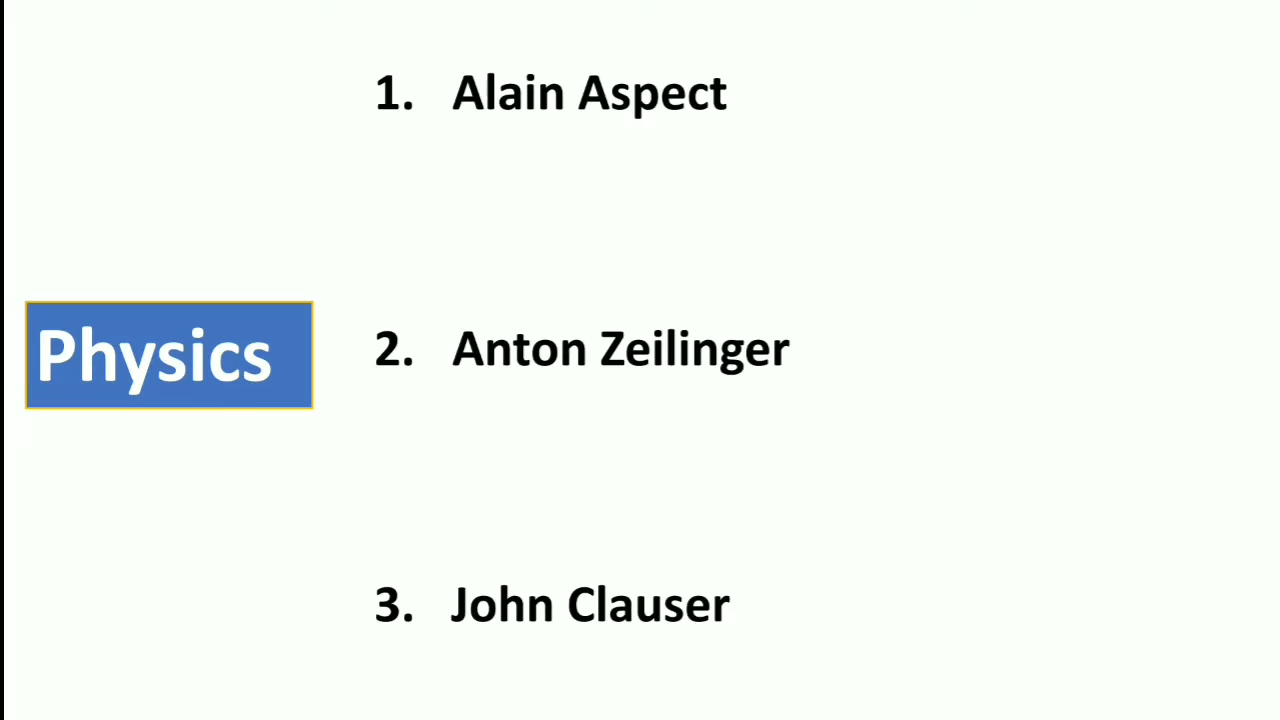 1. Alain Aspect
Physics
2. Anton Zeilinger
3. John Clauser